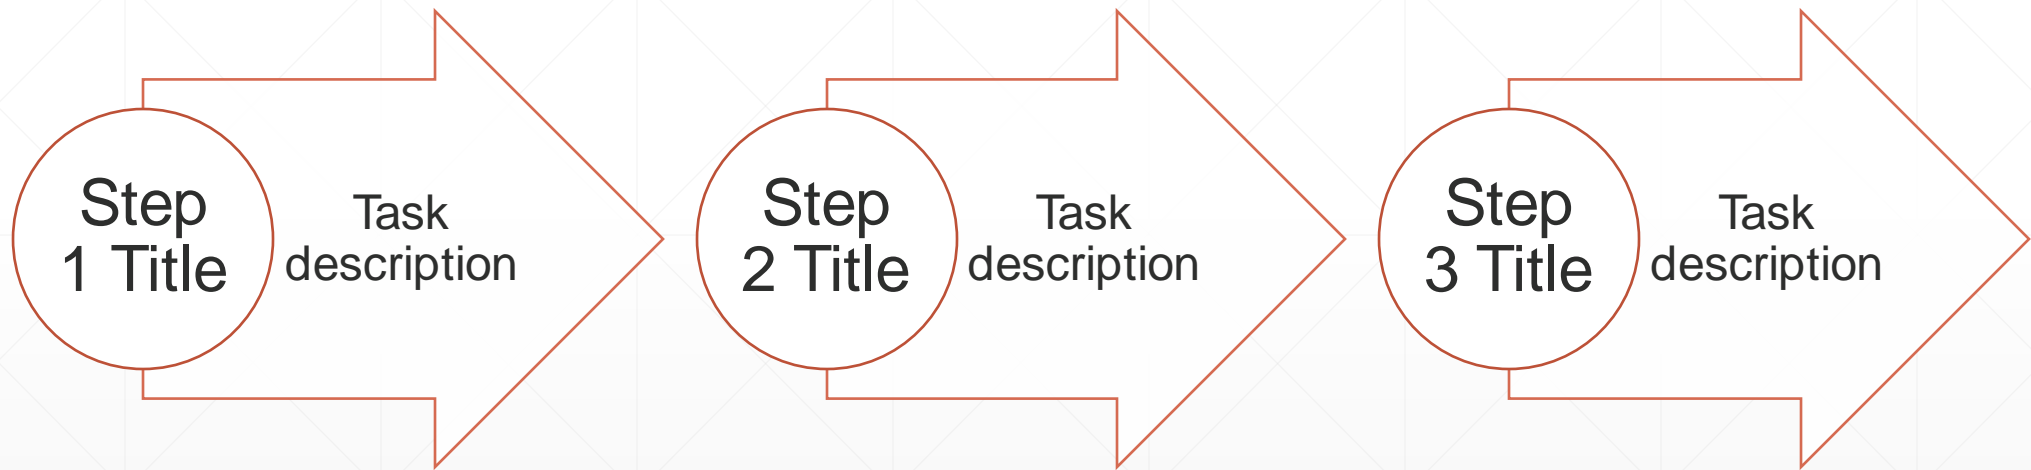 Step
1 Title
Task
description
Step
2 Title
Task
description
Step
3 Title
Task
description